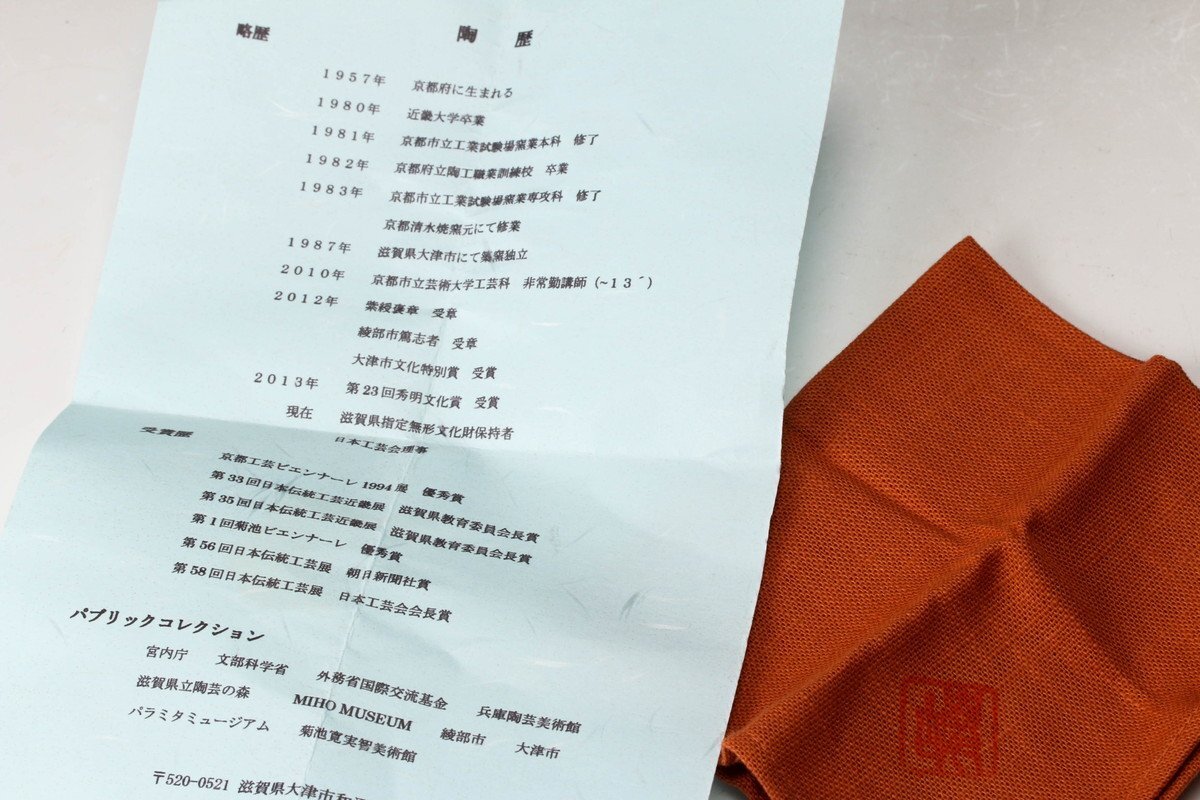 略歴 陶歴
1957年 京都府に生まれる
1980年 近畿大学卒業
1981年 京都市立工業試験場窯業本科 修了
1982年 京都府立陶工職業訓練校 卒業
1983年 京都市立工業試験場窯業専攻科 修了
京都清水焼窯元にて修業
1987年 滋賀県大津市にて築窯独立
2010年 京都市立芸術大学工芸科 非常勤講師（~13´）
2012年 紫綬褒章 受章
綾部市篤志者 受章
大津市文化特別賞 受賞
2013年 第23回秀明文化賞 受賞
現在 滋賀県指定無形文化財保持者
日本工芸会理事
受賞歴
京都工芸ビエンナーレ1994展 優秀賞
第33回日本伝統工芸近畿展 滋賀県教育委員会長賞
第35回日本伝統工芸近畿展 滋賀県教育委員会長賞
第1回菊池ビエンナーレ 優秀賞
第56回日本伝統工芸展 朝日新聞社賞
第58回日本伝統工芸展 日本工芸会会長賞
パブリックコレクション
宮内庁 文部科学省 外務省国際交流基金 兵庫陶芸美術館
滋賀県立陶芸の森 MIHO MUSEUM 綾部市 大津市
パラミタミュージアム 菊池寛実智美術館
〒520-0521 滋賀県大津市和